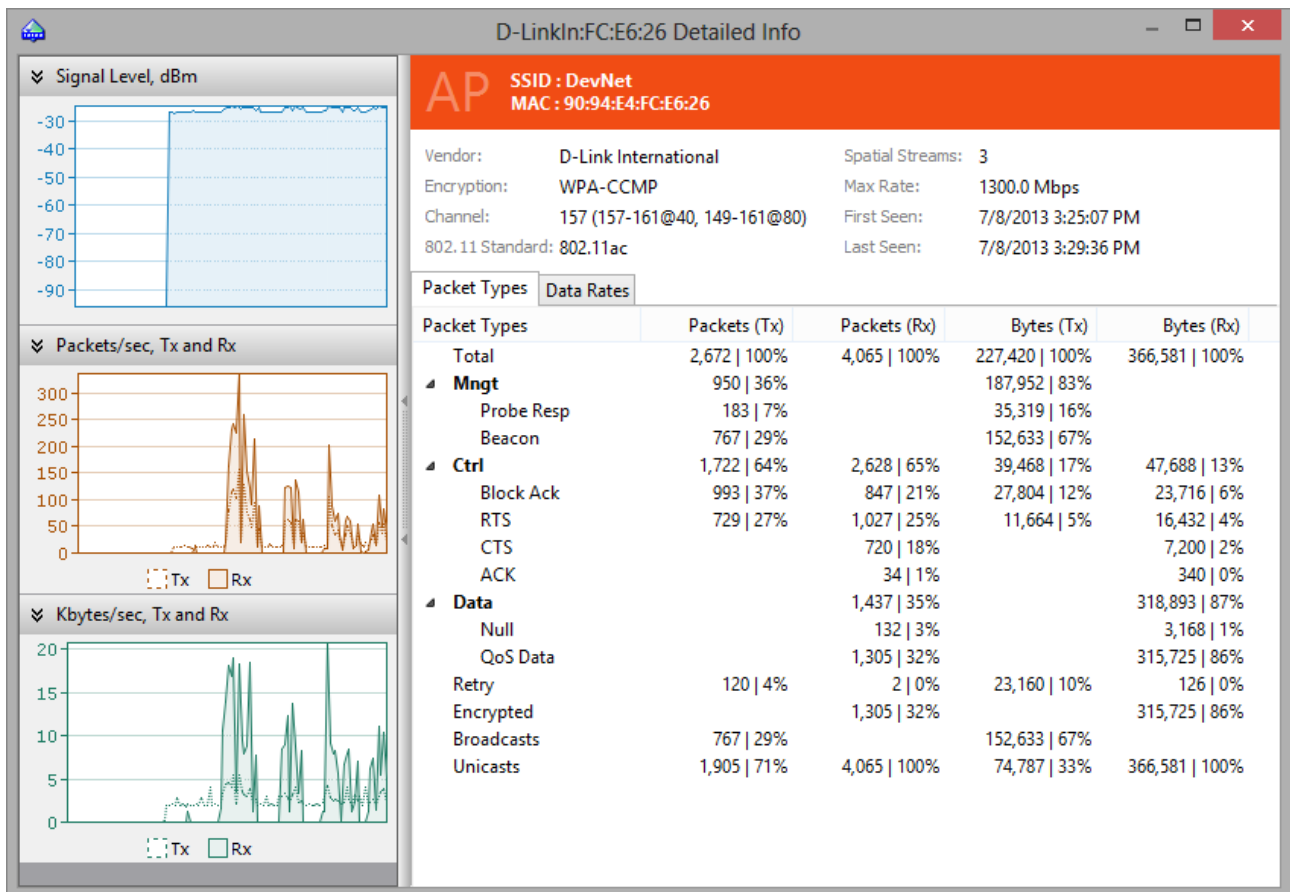 D-LinkIn:FC:E6:26 Detailed Info
Signal Level, dBm
-30
-40
-50
-60
-70
-80
-90
Packets/sec, Tx and Rx
300
250
200
150
100
50
0
Tx Rx
Kbytes/sec, Tx and Rx
20
15
10
5
0
Tx Rx
AP
SSID : DevNet
MAC : 90:94:E4:FC:E6:26
Vendor: D-Link International Spatial Streams: 3
Encryption: WPA-CCMP Max Rate: 1300.0 Mbps
Channel: 157 (157-161@40, 149-161@80) First Seen: 7/8/2013 3:25:07 PM
802.11 Standard: 802.11ac Last Seen: 7/8/2013 3:29:36 PM
Packet Types Data Rates
Packet Types Packets (Tx) Packets (Rx) Bytes (Tx) Bytes (Rx)
Total 2,672 | 100% 4,065 | 100% 227,420 | 100% 366,581 | 100%
Mngt 950 | 36% 187,952 | 83%
Probe Resp 183 | 7% 35,319 | 16%
Beacon 767 | 29% 152,633 | 67%
Ctrl 1,722 | 64% 2,628 | 65% 39,468 | 17% 47,688 | 13%
Block Ack 993 | 37% 847 | 21% 27,804 | 12% 23,716 | 6%
RTS 729 | 27% 1,027 | 25% 11,664 | 5% 16,432 | 4%
CTS 720 | 18% 7,200 | 2%
ACK 34 | 1% 340 | 0%
Data 1,437 | 35% 318,893 | 87%
Null 132 | 3% 3,168 | 1%
QoS Data 1,305 | 32% 315,725 | 86%
Retry 120 | 4% 2 | 0% 23,160 | 10% 126 | 0%
Encrypted 1,305 | 32% 315,725 | 86%
Broadcasts 767 | 29% 152,633 | 67%
Unicasts 1,905 | 71% 4,065 | 100% 74,787 | 33% 366,581 | 100%